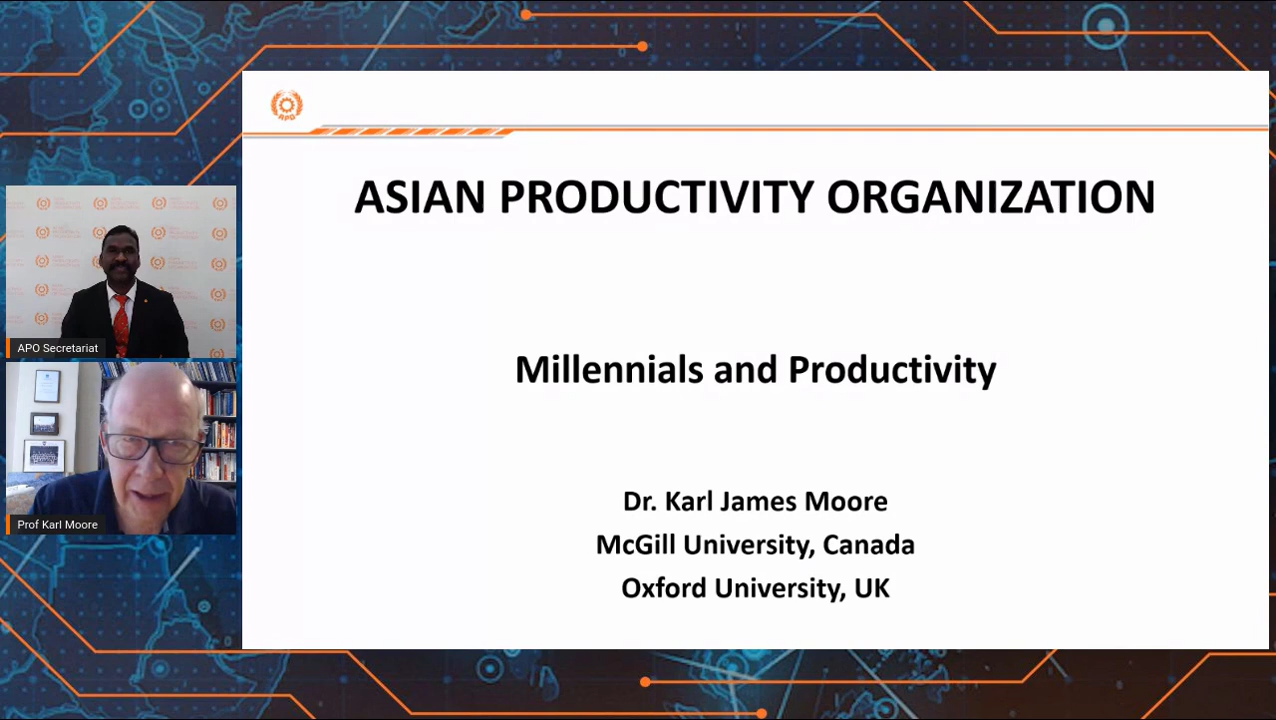 APO
ASIAN PRODUCTIVITY ORGANIZATION
Millennials and Productivity
Dr. Karl James Moore
McGill University, Canada
Oxford University, UK
APO Secretariat
Prof Karl Moore